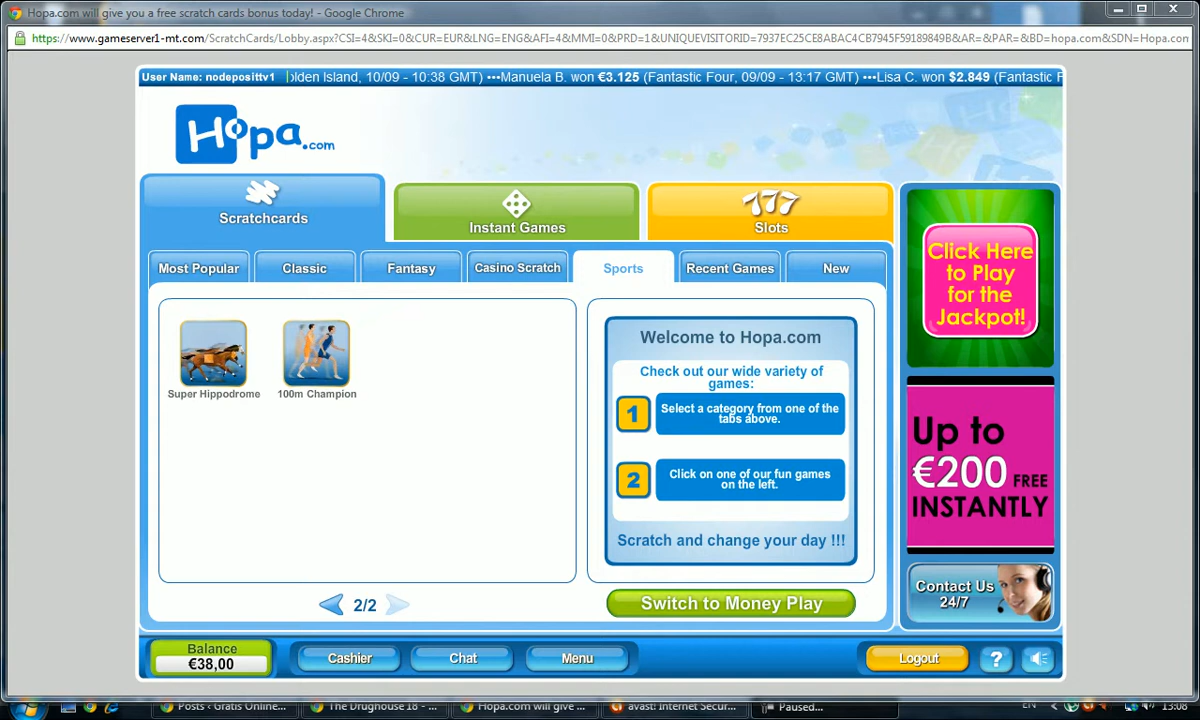 Hopa.com will give you a free scratch cards bonus today! - Google Chrome
https://www.gameserver1-mt.com/ScratchCards/Lobby.aspx?CSI=4&SKI=0&CUR=EUR&LNG=ENG&AFI=4&MMI=0&PRD=1&UNIQUEVISITORID=7937EC25CE8ABAC4CB7945F59189849B&AR=&PAR=&BD=hopa.com&SDN=Hopa.com
User Name: nodeposittv1 olden Island, 10/09 - 10:38 GMT) •••Manuela B. won €3.125 (Fantastic Four, 09/09 - 13:17 GMT) •••Lisa C. won $2.849 (Fantastic F
Hopa.com
Scratchcards
Instant Games
777
Slots
Most Popular
Classic
Fantasy
Casino Scratch
Sports
Recent Games
New
Super Hippodrome
100m Champion
2/2
Welcome to Hopa.com
Check out our wide variety of
games:
1
Select a category from one of the
tabs above.
2
Click on one of our fun games
on the left.
Scratch and change your day !!!
Switch to Money Play
Click Here
to Play
for the
Jackpot!
Up to
€200 FREE
INSTANTLY
Contact Us
24/7
Balance
€38,00
Cashier
Chat
Menu
Logout
?
Posts ‹ Gratis Online...
The Drughouse 18 - ...
Hopa.com will give ...
avast! Internet Secur...
Paused...
EN
13:08